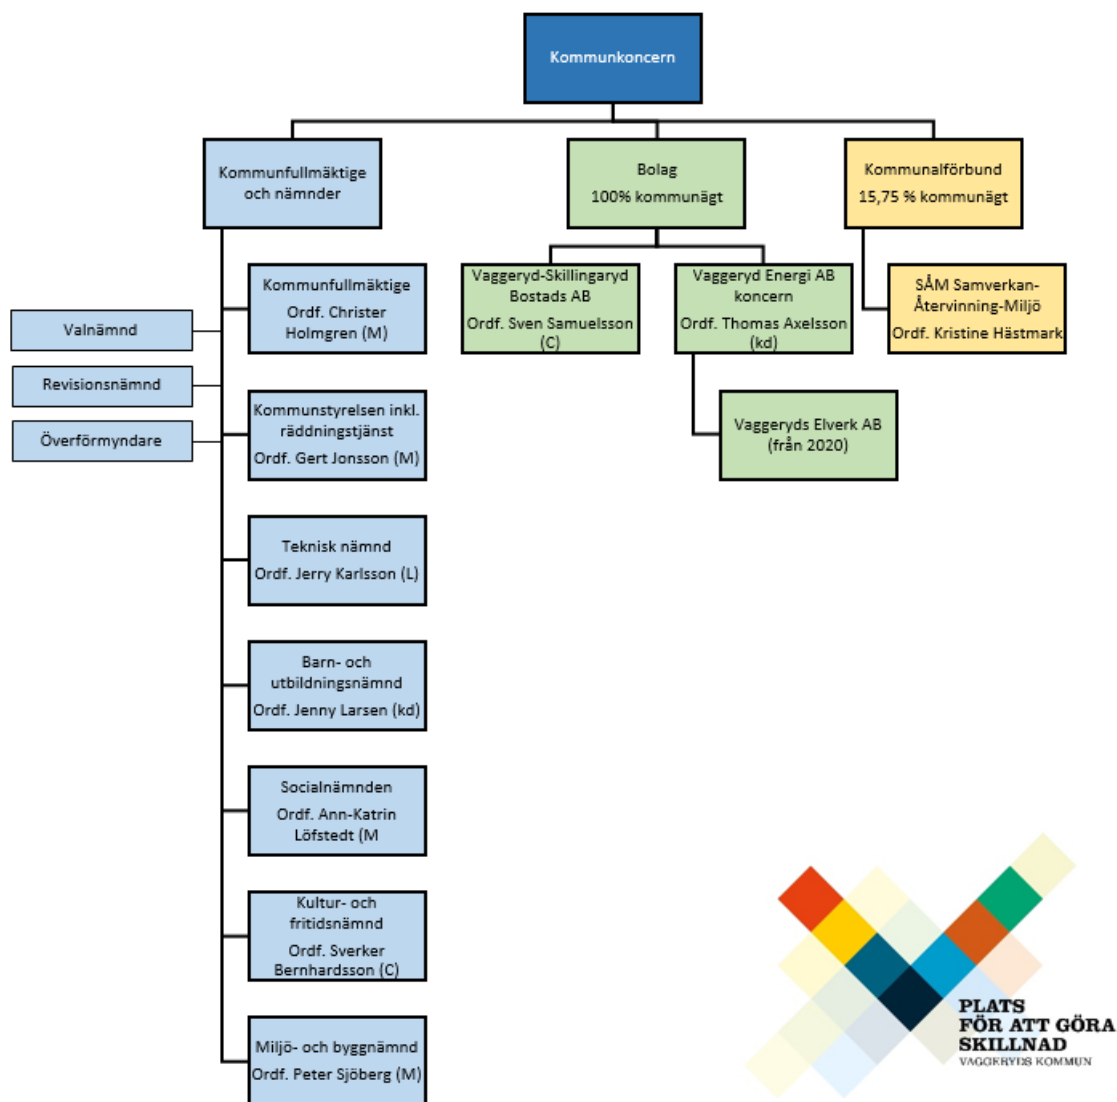 Kommunkoncern
Kommunfullmäktige
och nämnder
Bolag
100% kommunägt
Kommunalförbund
15,75 % kommunägt
Kommunfullmäktige
Ordf. Christer
Holmgren (M)
Valnämnd
Revisionsnämnd
Överförmyndare
Kommunstyrelsen inkl.
räddningstjänst
Ordf. Gert Jonsson (M)
Teknisk nämnd
Ordf. Jerry Karlsson (L)
Barn- och
utbildningsnämnd
Ordf. Jenny Larsen (kd)
Socialnämnden
Ordf. Ann-Katrin
Löfstedt (M
Kultur- och
fritidsnämnd
Ordf. Sverker
Bernhardsson (C)
Miljö- och byggnämnd
Ordf. Peter Sjöberg (M)
Vaggeryd-Skillingaryd
Bostads AB
Ordf. Sven Samuelsson
(C)
Vaggeryd Energi AB
koncern
Ordf. Thomas Axelsson
(kd)
Vaggeryds Elverk AB
(från 2020)
SÅM Samverkan-
Återvinning-Miljö
Ordf. Kristine Hästmark
PLATS
FÖR ATT GÖRA
SKILLNAD
VAGGERYDS KOMMUN